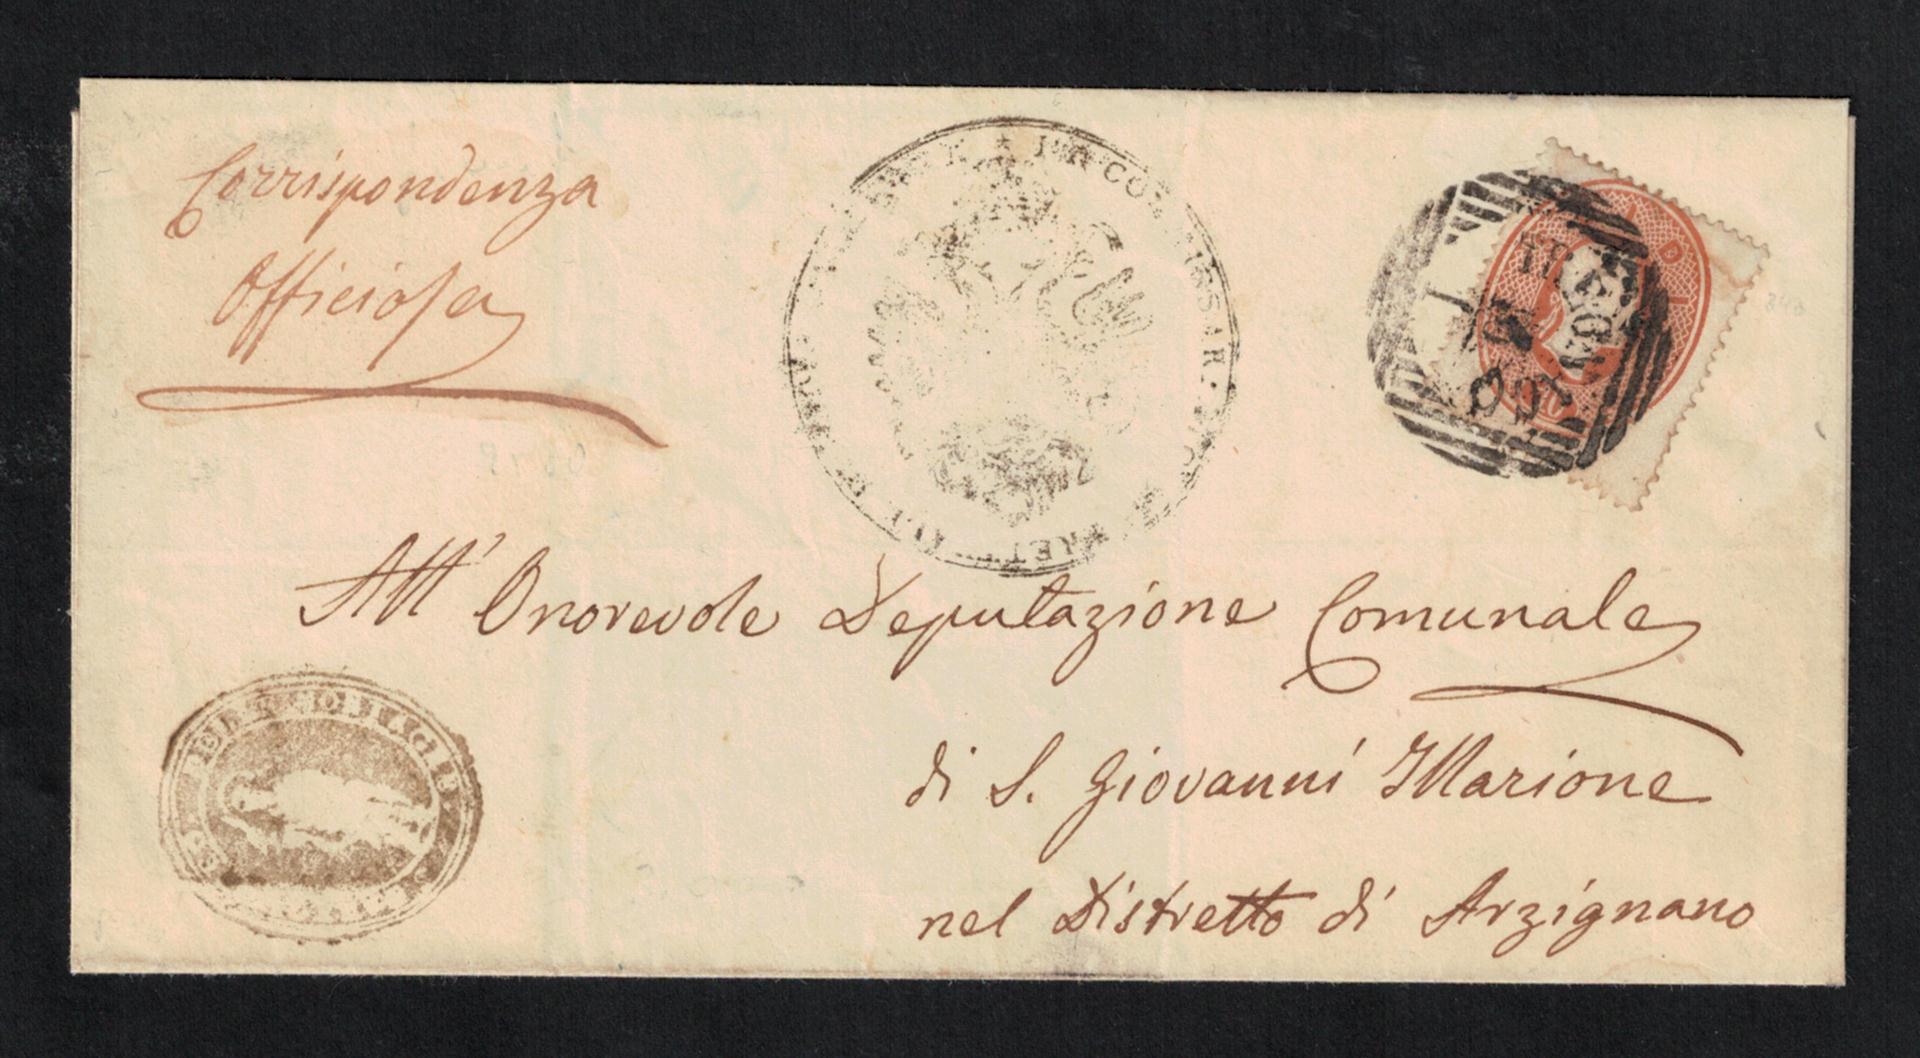 Corrispondenza
Officiosa
All' Onorevole Deputazione Comunale
di S. Giovanni Ilarione
nel Distretto di Arzignano